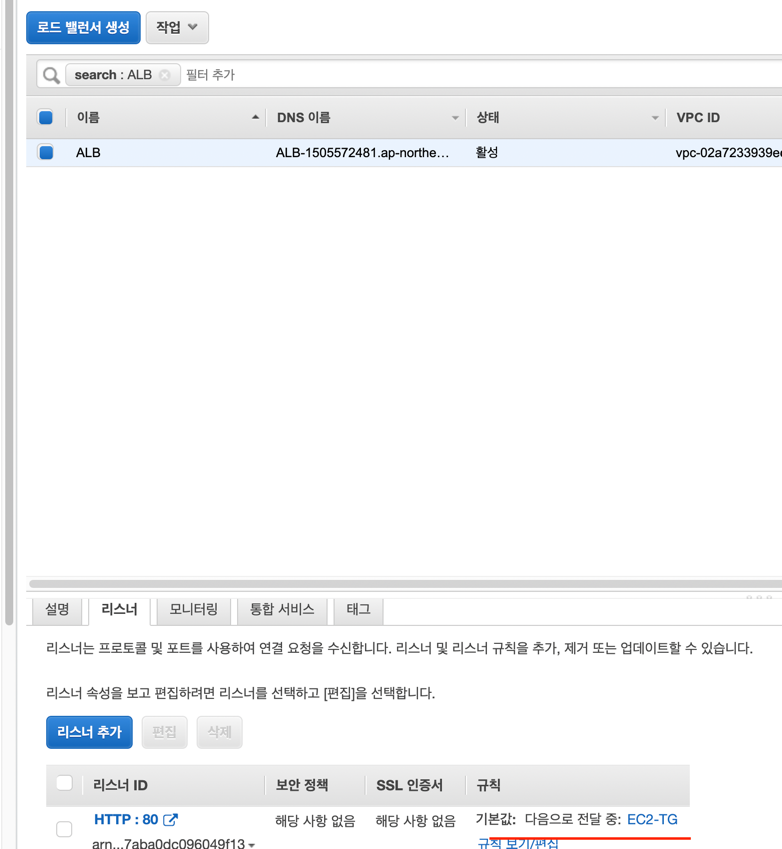 로드 밸런서 생성 작업
search : ALB 필터 추가
이름 DNS 이름 상태 VPC ID
ALB ALB-1505572481.ap-northe... 활성 vpc-02a7233939e
설명 리스너 모니터링 통합 서비스 태그
리스너는 프로토콜 및 포트를 사용하여 연결 요청을 수신합니다. 리스너 및 리스너 규칙을 추가, 제거 또는 업데이트할 수 있습니다.
리스너 속성을 보고 편집하려면 리스너를 선택하고 [편집]을 선택합니다.
리스너 추가 편집 삭제
리스너 ID 보안 정책 SSL 인증서 규칙
HTTP : 80 해당 사항 없음 해당 사항 없음 기본값: 다음으로 전달 중: EC2-TG
arn...7aba0dc096049f13 규칙 보기/편집